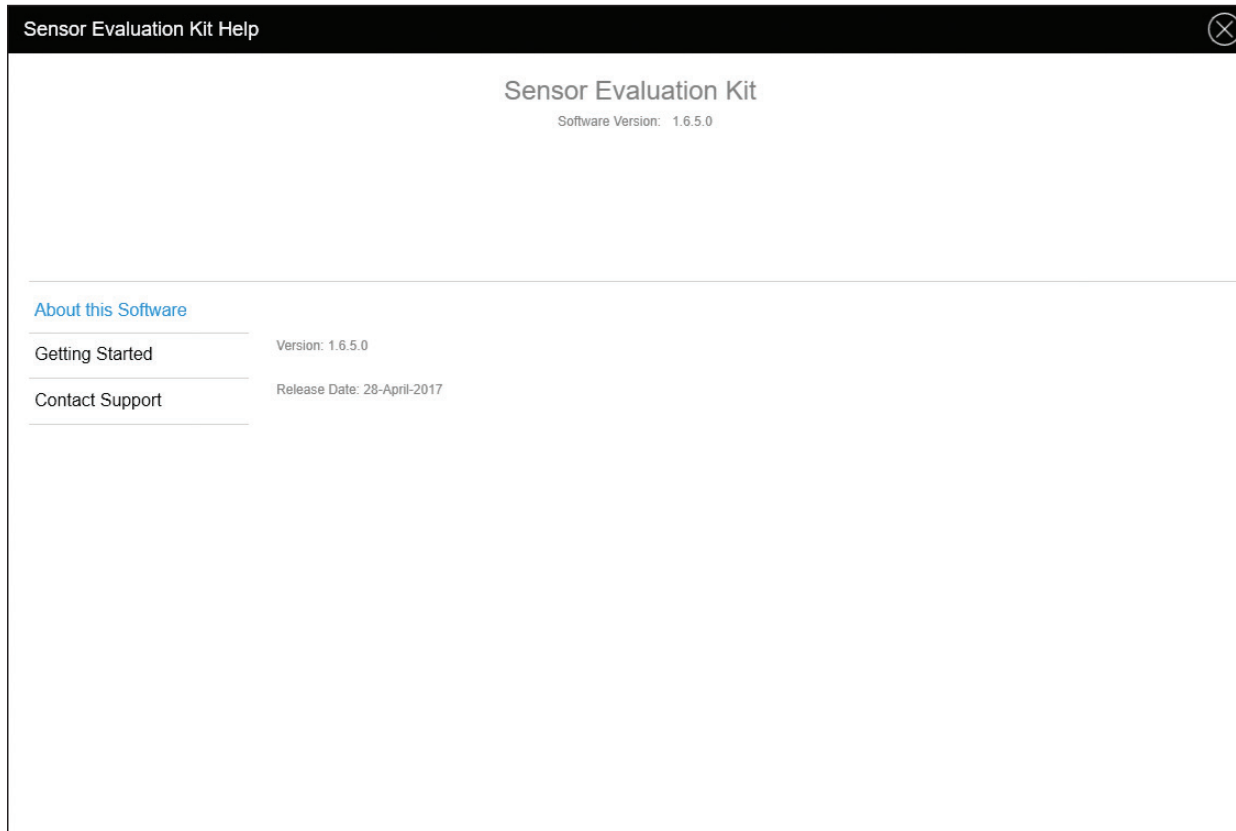 Sensor Evaluation Kit Help
Sensor Evaluation Kit
Software Version: 1.6.5.0
About this Software
Getting Started
Contact Support
Version: 1.6.5.0
Release Date: 28-April-2017